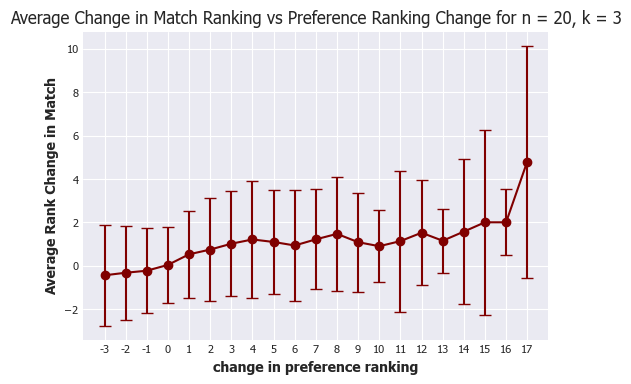 Average Change in Match Ranking vs Preference Ranking Change for n = 20, k = 3
Average Rank Change in Match
10
8
6
4
2
0
−2
-3 -2 -1 0 1 2 3 4 5 6 7 8 9 10 11 12 13 14 15 16 17
change in preference ranking